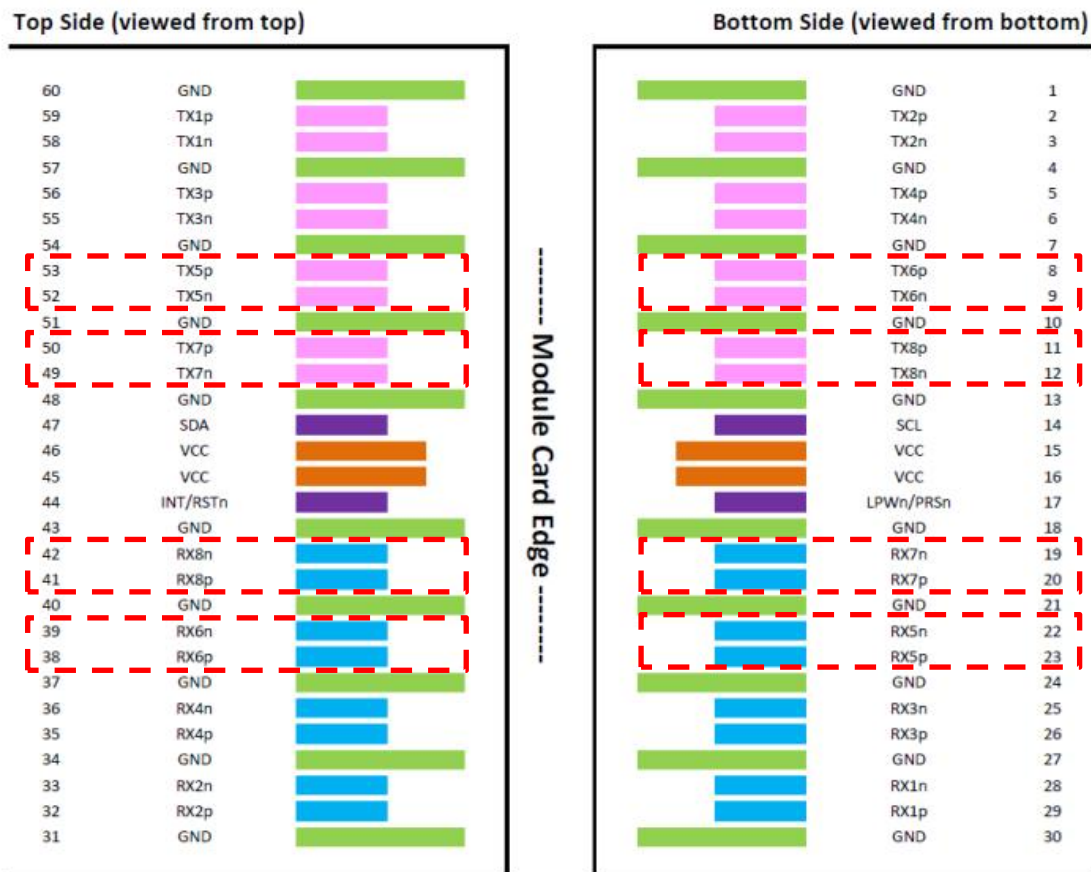 Top Side (viewed from top)
60 GND
59 TX1p
58 TX1n
57 GND
56 TX3p
55 TX3n
54 GND
53 TX5p
52 TX5n
51 GND
50 TX7p
49 TX7n
48 GND
47 SDA
46 VCC
45 VCC
44 INT/RSTn
43 GND
42 RX8n
41 RX8p
40 GND
39 RX6n
38 RX6p
37 GND
36 RX4n
35 RX4p
34 GND
33 RX2n
32 RX2p
31 GND
-------- Module Card Edge --------
Bottom Side (viewed from bottom)
GND 1
TX2p 2
TX2n 3
GND 4
TX4p 5
TX4n 6
GND 7
TX6p 8
TX6n 9
GND 10
TX8p 11
TX8n 12
GND 13
SCL 14
VCC 15
VCC 16
LPWn/PRSn 17
GND 18
RX7n 19
RX7p 20
GND 21
RX5n 22
RX5p 23
GND 24
RX3n 25
RX3p 26
GND 27
RX1n 28
RX1p 29
GND 30